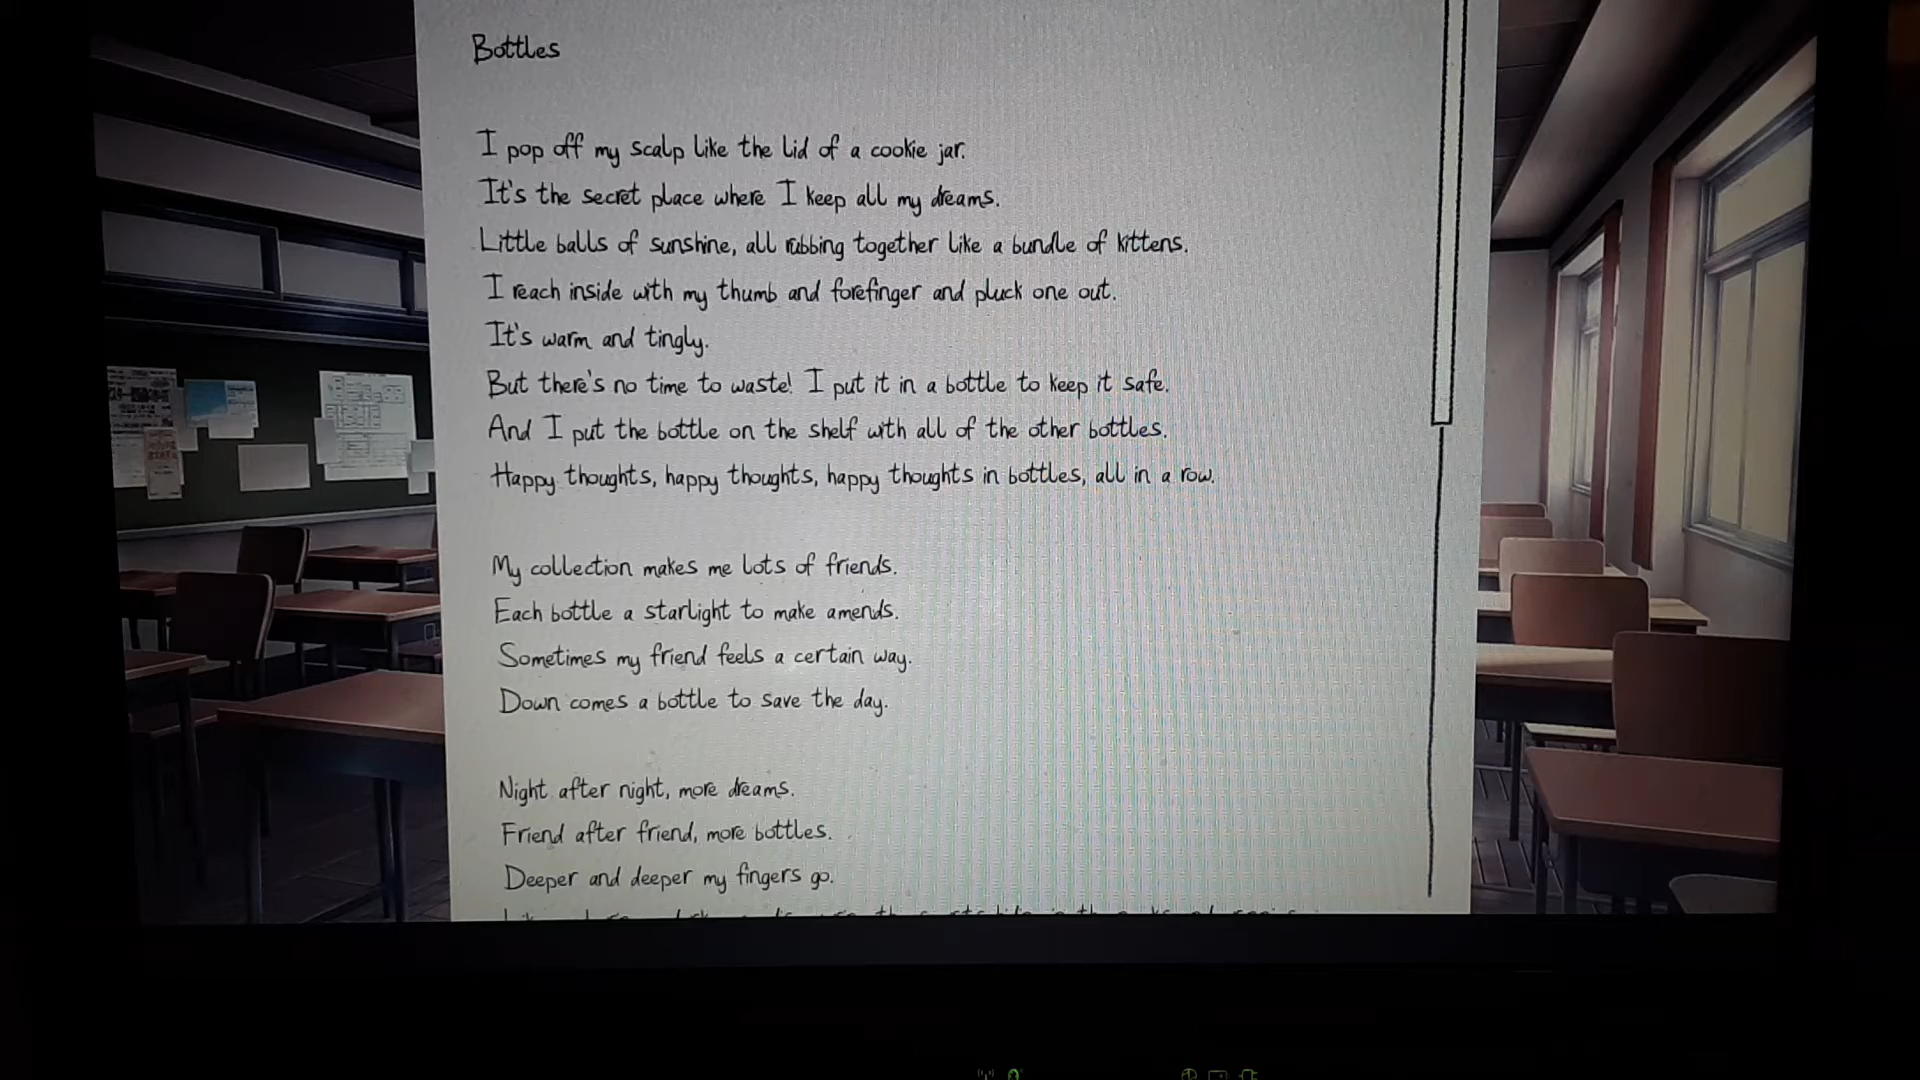 Bottles
I pop off my scalp like the lid of a cookie jar.
It's the secret place where I keep all my dreams.
Little balls of sunshine, all rubbing together like a bundle of kittens.
I reach inside with my thumb and forefinger and pluck one out.
It's warm and tingly.
But there's no time to waste! I put it in a bottle to keep it safe.
And I put the bottle on the shelf with all of the other bottles.
Happy thoughts, happy thoughts, happy thoughts in bottles, all in a row.
My collection makes me lots of friends.
Each bottle a starlight to make amends.
Sometimes my friend feels a certain way.
Down comes a bottle to save the day.
Night after night, more dreams.
Friend after friend, more bottles.
Deeper and deeper my fingers go.